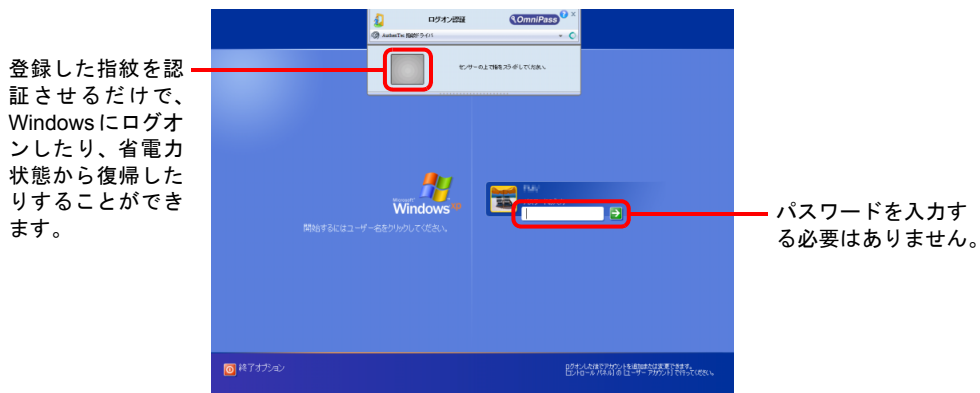 登録した指紋を認
証させるだけで、
Windows にログオ
ンしたり、省電力
状態から復帰した
りすることができ
ます。
ログオン認証
OmniPass
AuthenTec 指紋ドライバ
センサーの上で指をスライドしてください。
Microsoft
Windows xp
開始するにはユーザー名をクリックしてください。
FMV
パスワードを入力す
る必要はありません。
終了オプション
ログオンした後でアカウントを追加または変更できます。
[コントロール パネル] の [ユーザー アカウント] で行ってください。